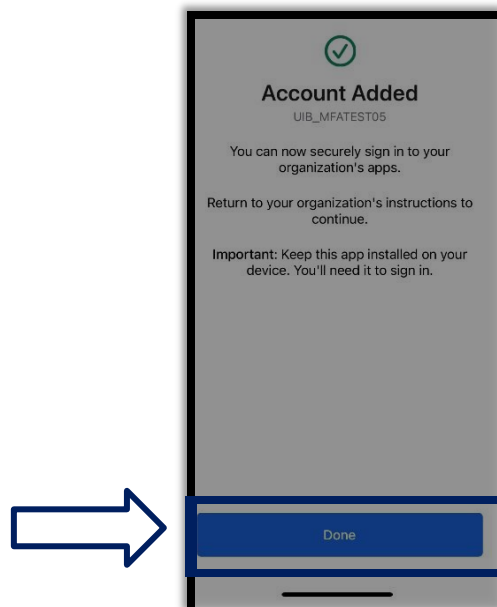 Account Added
UIB_MFATEST05
You can now securely sign in to your
organization's apps.
Return to your organization's instructions to
continue.
Important: Keep this app installed on your
device. You'll need it to sign in.
Done